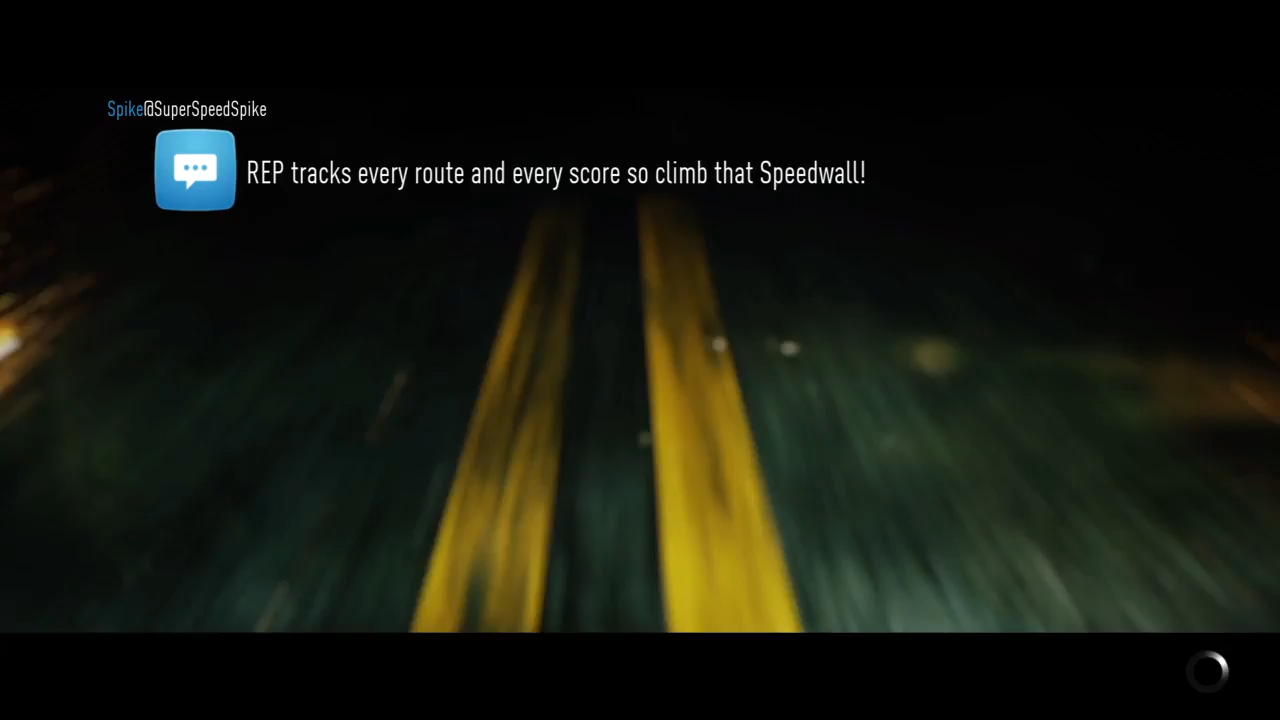 Spike@SuperSpeedSpike
REP tracks every route and every score so climb that Speedwall!